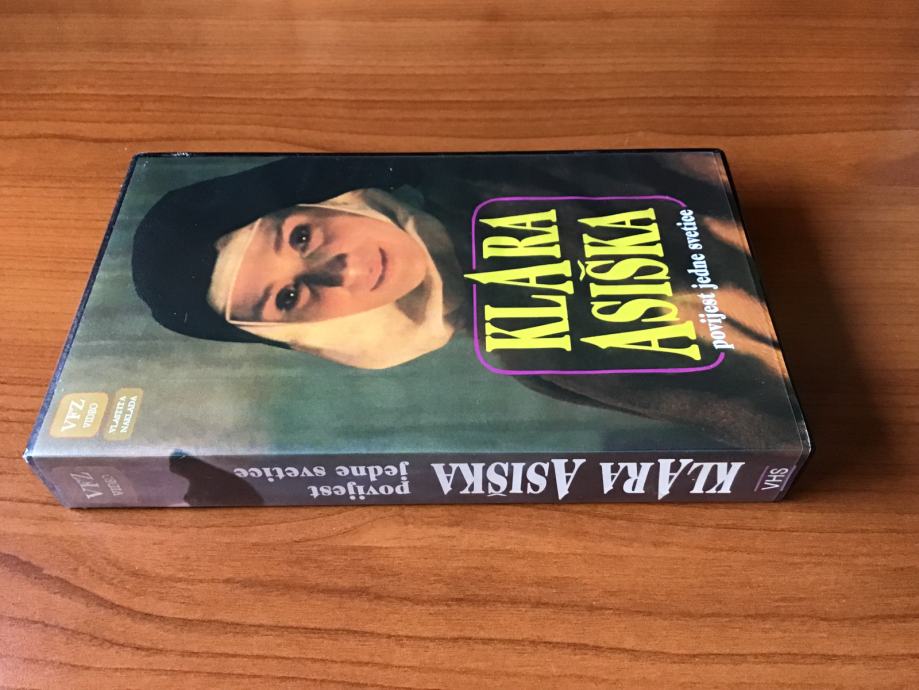 KLARA
ASIŠKA
povijest jedne svetice
VFZ
VIDEO
VLASTITA
NAKLADA
VHS
KLARA ASIŠKA
povijest
jedne svetice
VFZ
VIDEO